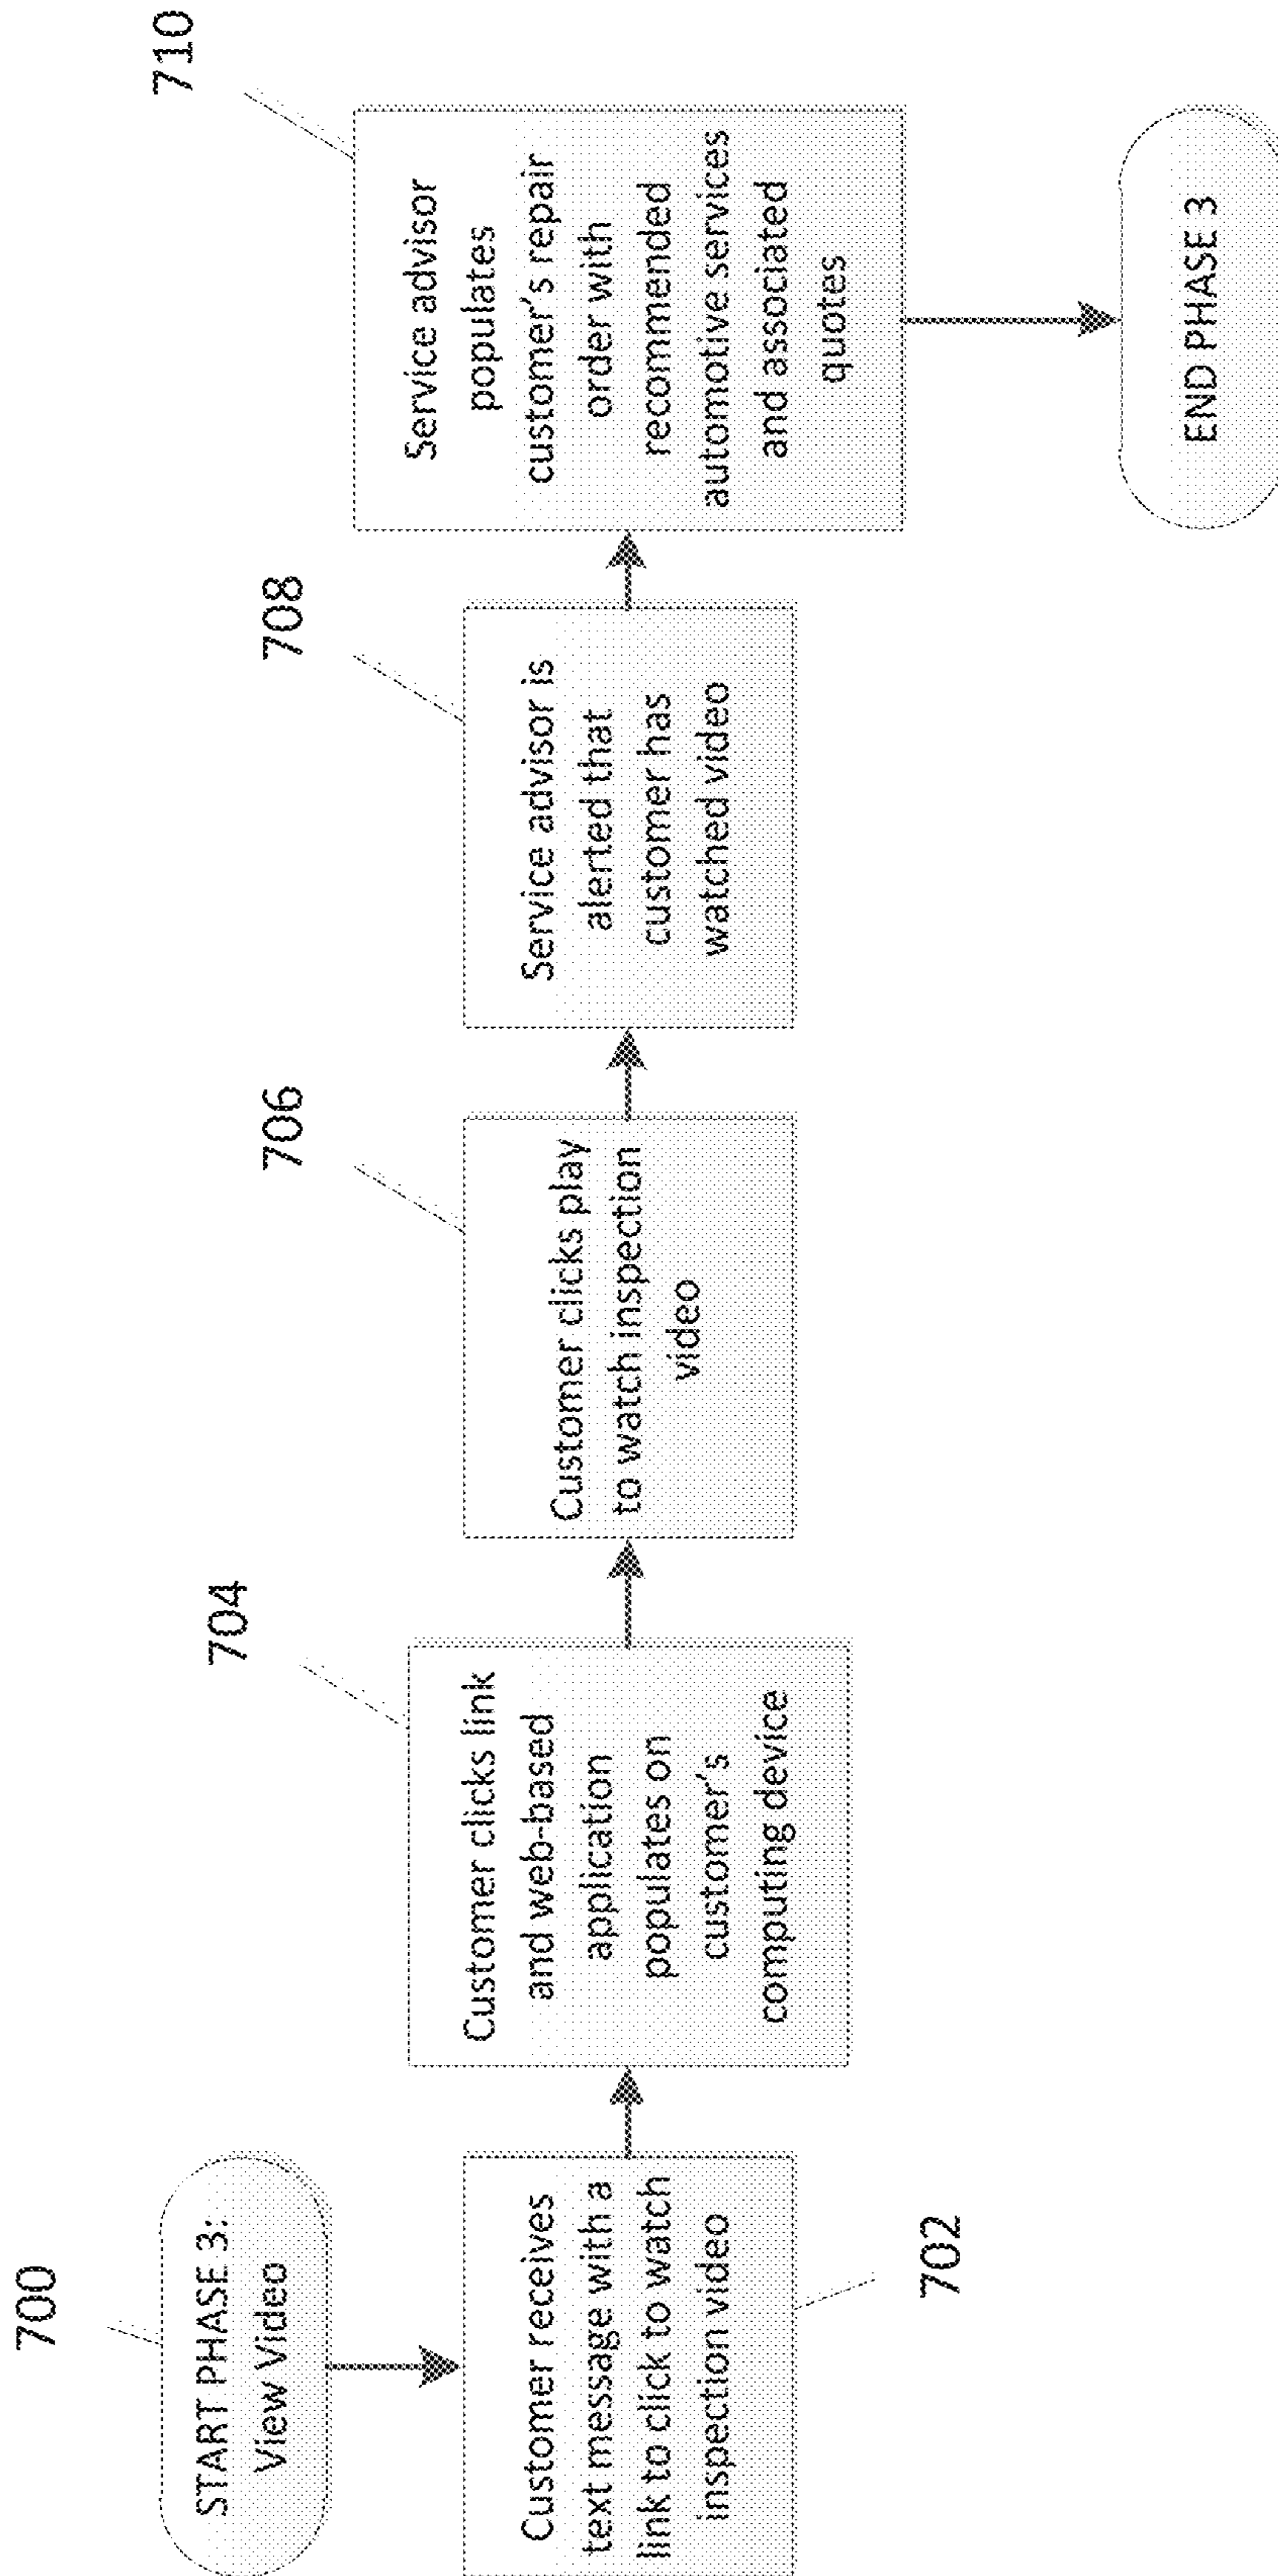 700
START PHASE 3:
View Video
Customer receives
text message with a
link to click to watch
inspection video
702
704
Customer clicks link
and web-based
application
populates on
customer's
computing device
706
Customer clicks play
to watch inspection
video
708
Service advisor is
alerted that
customer has
watched video
710
Service advisor
populates
customer's repair
order with
recommended
automotive services
and associated
quotes
END PHASE 3